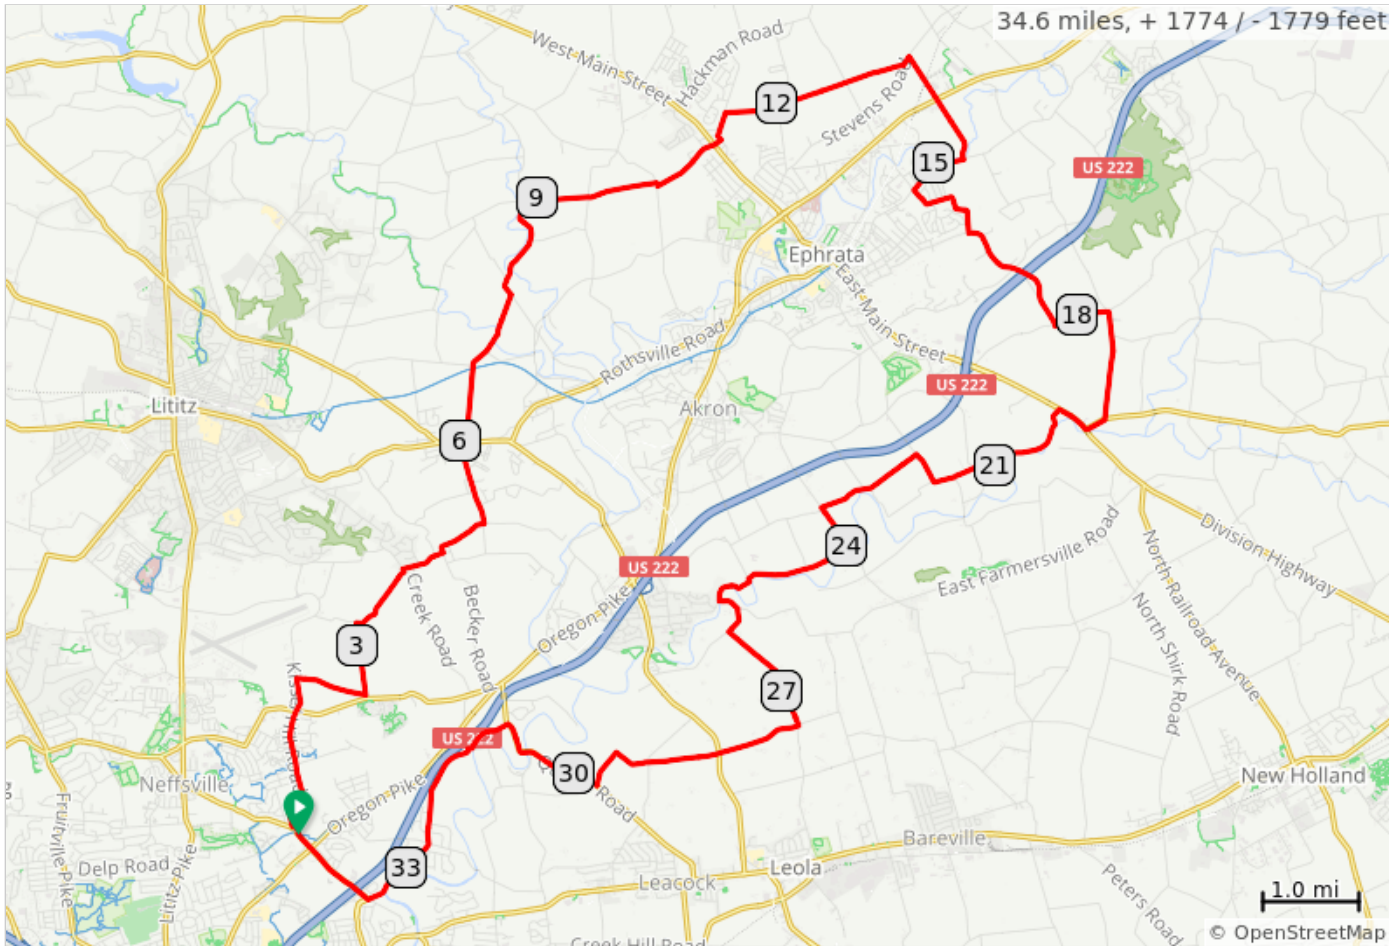 34.6 miles, + 1774 / - 1779 feet
West Main Street
Hackman Road
12
Stevens Road
15
US 222
9
Ephrata
East Main Street
18
Rothsville Road
US 222
Lititz
Akron
6
21
24
East Farmersville Road
Division Highway
US 222
Creek Road
Becker Road
Oregon Pike
North Railroad Avenue
North Shirk Road
3
27
US 222
Neffsville
Oregon Pike
30
Road
New Holland
Fruitville Pike
Delp Road
Lititz Pike
33
Bareville
Leola
Leacock
Peters Road
1.0 mi
Creek Hill Road
© OpenStreetMap